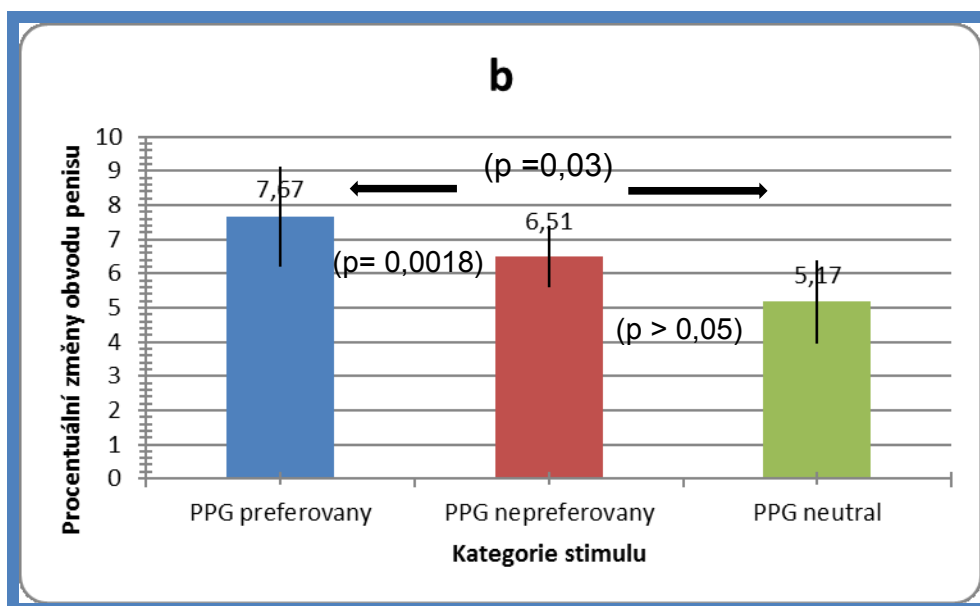 b
Procentuální změny obvodu penisu
10
9
8
7
6
5
4
3
2
1
0
(p =0,03)
7,67
6,51
5,17
(p= 0,0018)
(p > 0,05)
PPG preferovany
PPG nepreferovany
PPG neutral
Kategorie stimulu